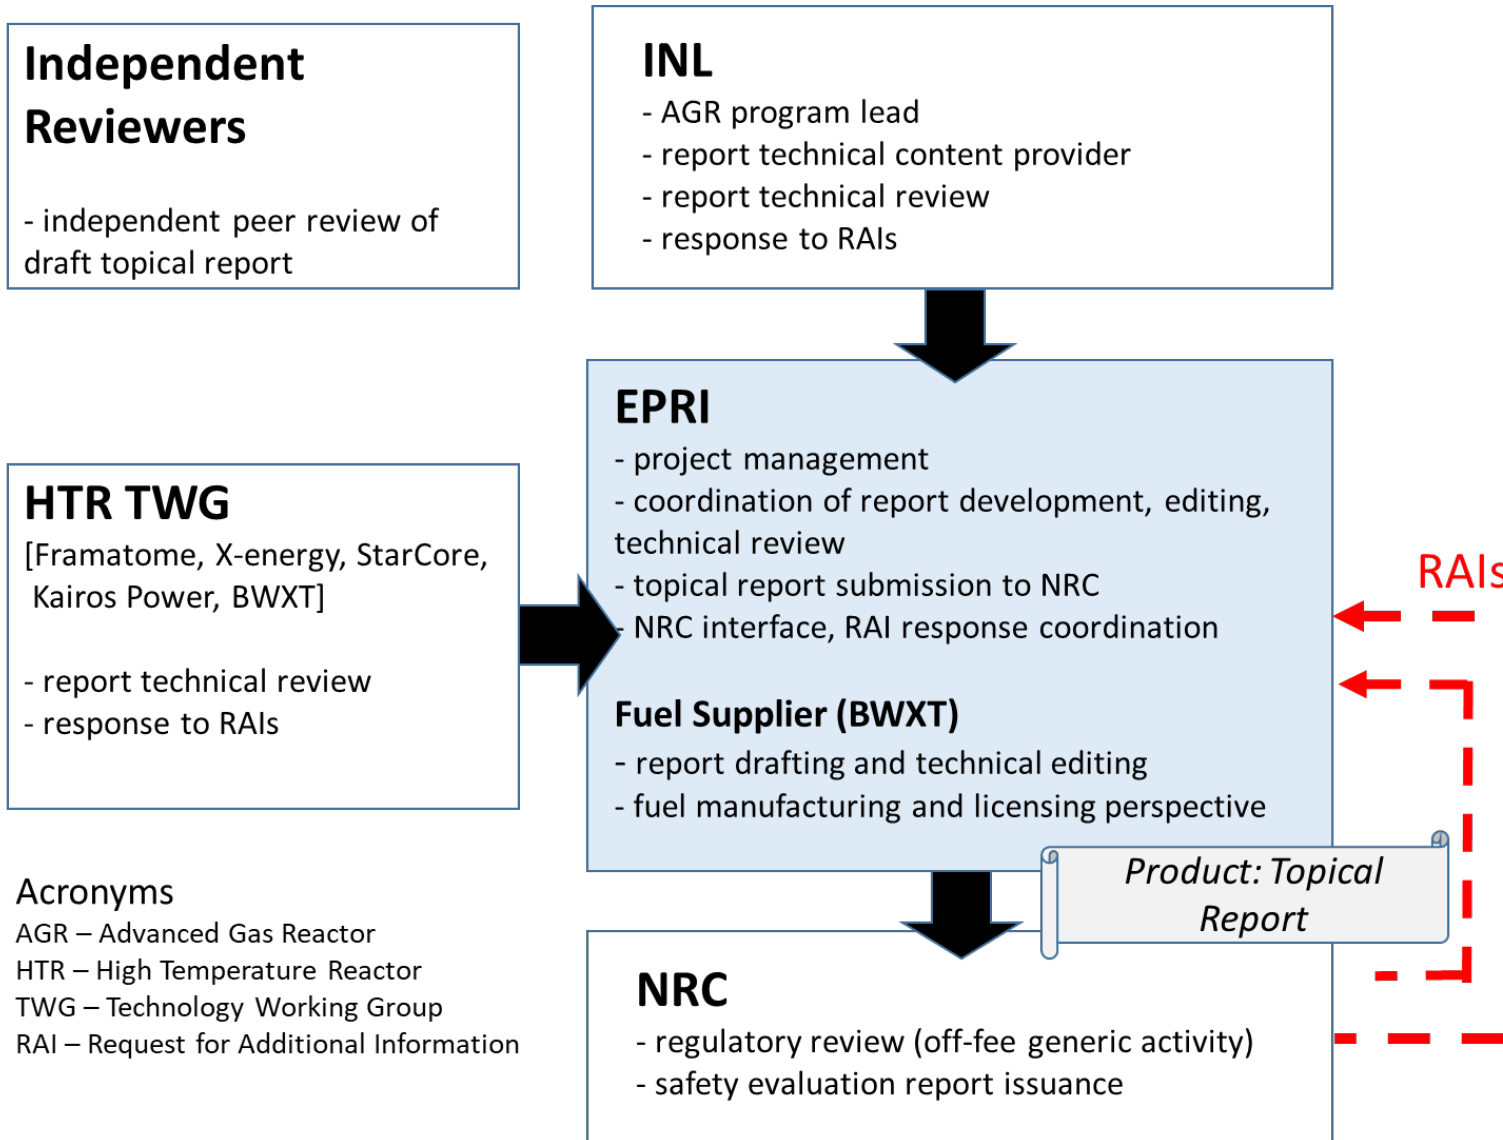 Independent
Reviewers
- independent peer review of
draft topical report
INL
- AGR program lead
- report technical content provider
- report technical review
- response to RAIs
HTR TWG
[Framatome, X-energy, StarCore,
Kairos Power, BWXT]
- report technical review
- response to RAIs
EPRI
- project management
- coordination of report development, editing,
technical review
- topical report submission to NRC
- NRC interface, RAI response coordination
Fuel Supplier (BWXT)
- report drafting and technical editing
- fuel manufacturing and licensing perspective
RAIs
Product: Topical
Report
NRC
- regulatory review (off-fee generic activity)
- safety evaluation report issuance
Acronyms
AGR – Advanced Gas Reactor
HTR – High Temperature Reactor
TWG – Technology Working Group
RAI – Request for Additional Information